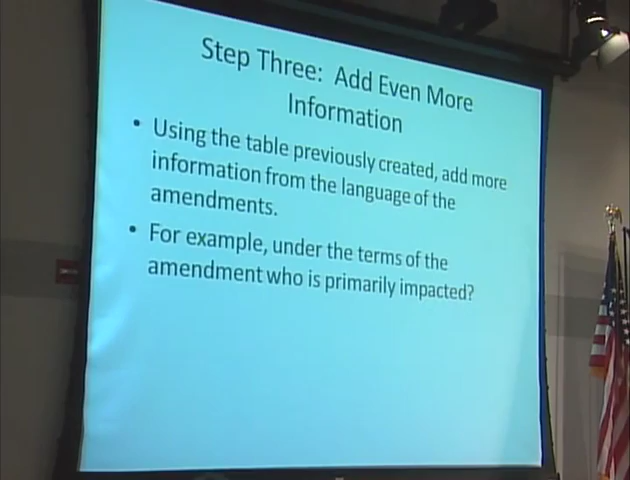 Step Three: Add Even More
Information
• Using the table previously created, add more
information from the language of the
amendments.
• For example, under the terms of the
amendment who is primarily impacted?